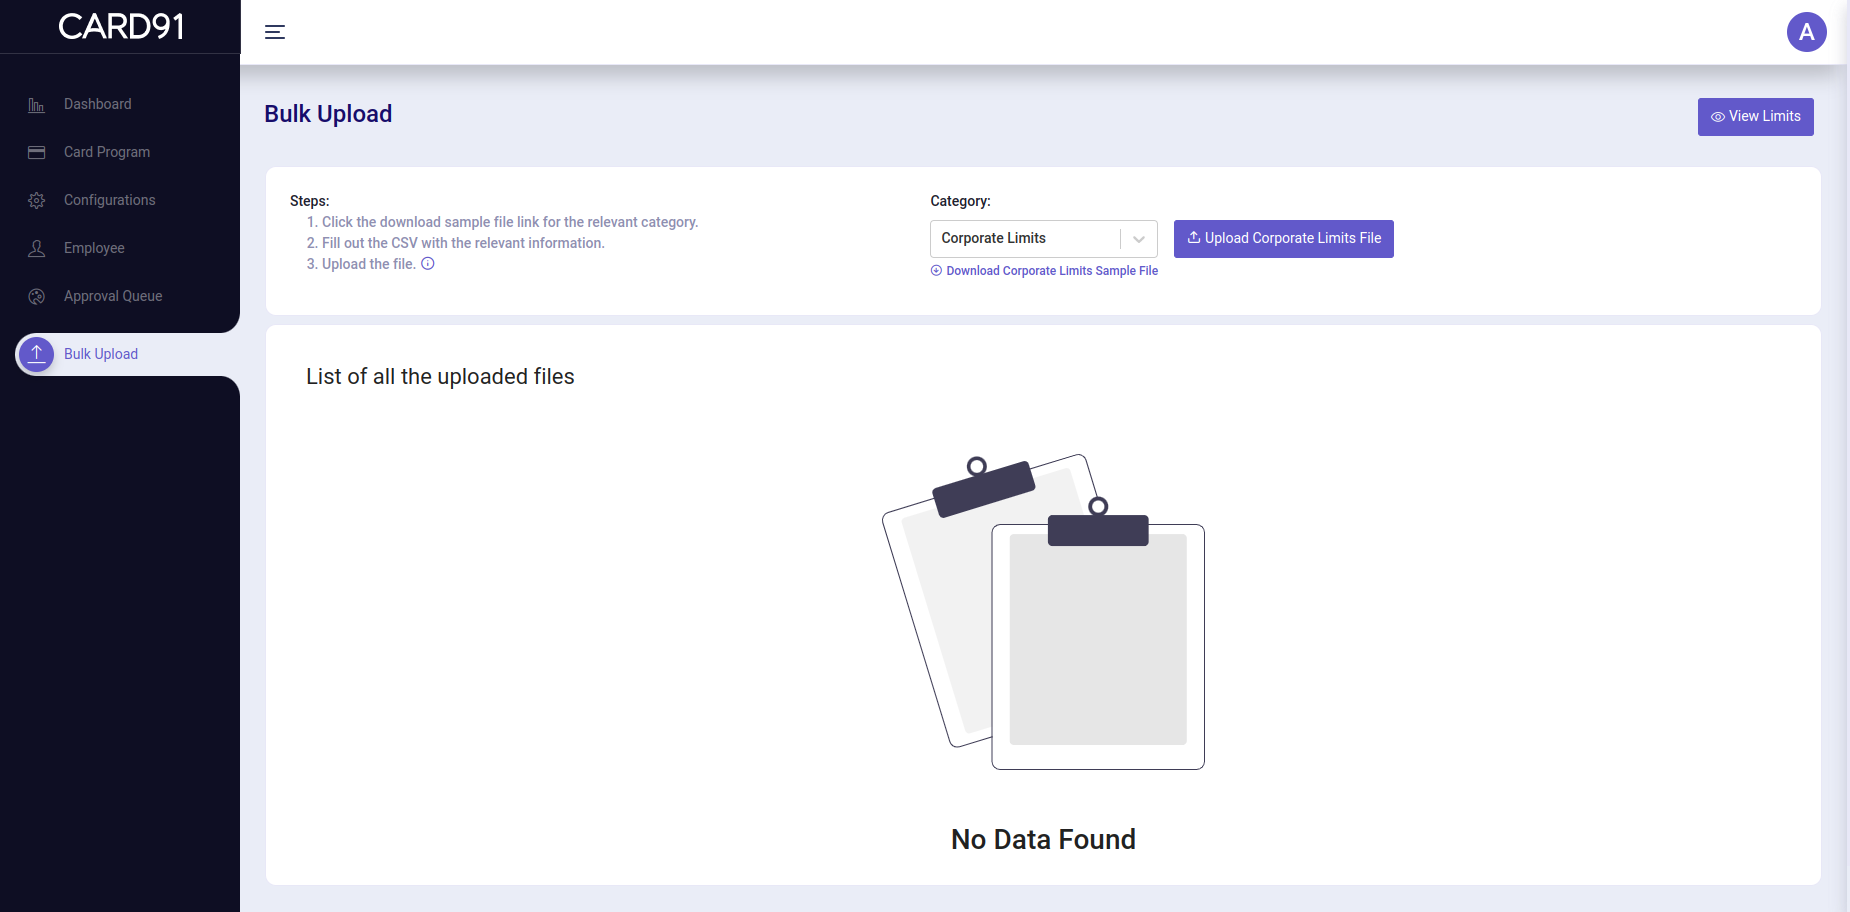 CARD91
A
Dashboard
Card Program
Configurations
Employee
Approval Queue
Bulk Upload
Bulk Upload
View Limits
Steps:
1. Click the download sample file link for the relevant category.
2. Fill out the CSV with the relevant information.
3. Upload the file.
Category:
Corporate Limits
Upload Corporate Limits File
Download Corporate Limits Sample File
List of all the uploaded files
No Data Found